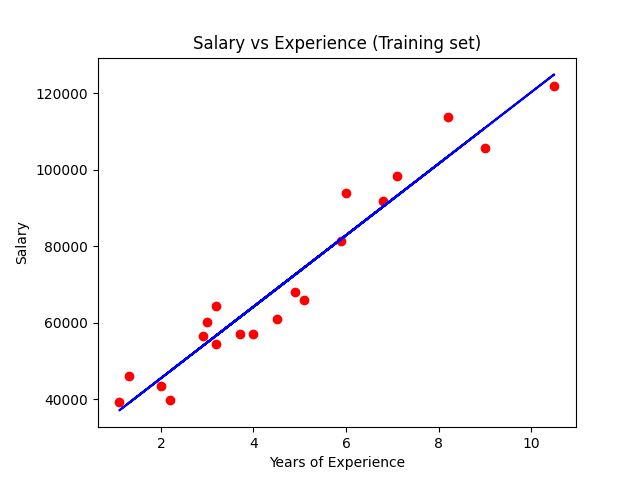 Salary vs Experience (Training set)
120000
100000
80000
60000
40000
Salary
2 4 6 8 10
Years of Experience